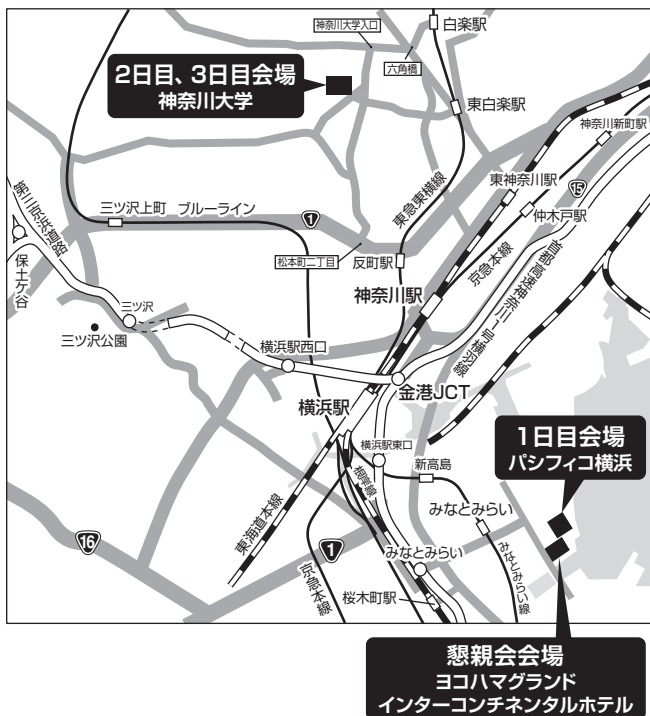 神奈川大学入口
白楽駅
六角橋
2日目、3日目会場
神奈川大学
東白楽駅
神奈川新町駅
東神奈川駅
15
仲木戸駅
第三京浜道路
三ツ沢上町
ブルーライン
1
東急東横線
松本町二丁目
反町駅
京急本線
首都高速神奈川1号横羽線
保土ケ谷
神奈川駅
三ツ沢
三ツ沢公園
横浜駅西口
金港JCT
横浜駅
1日目会場
パシフィコ横浜
横浜駅東口
新高島
みなとみらい
根岸線
東海道本線
16
1
みなとみらい
みなとみらい線
京急本線
桜木町駅
懇親会会場
ヨコハマグランド
インターコンチネンタルホテル